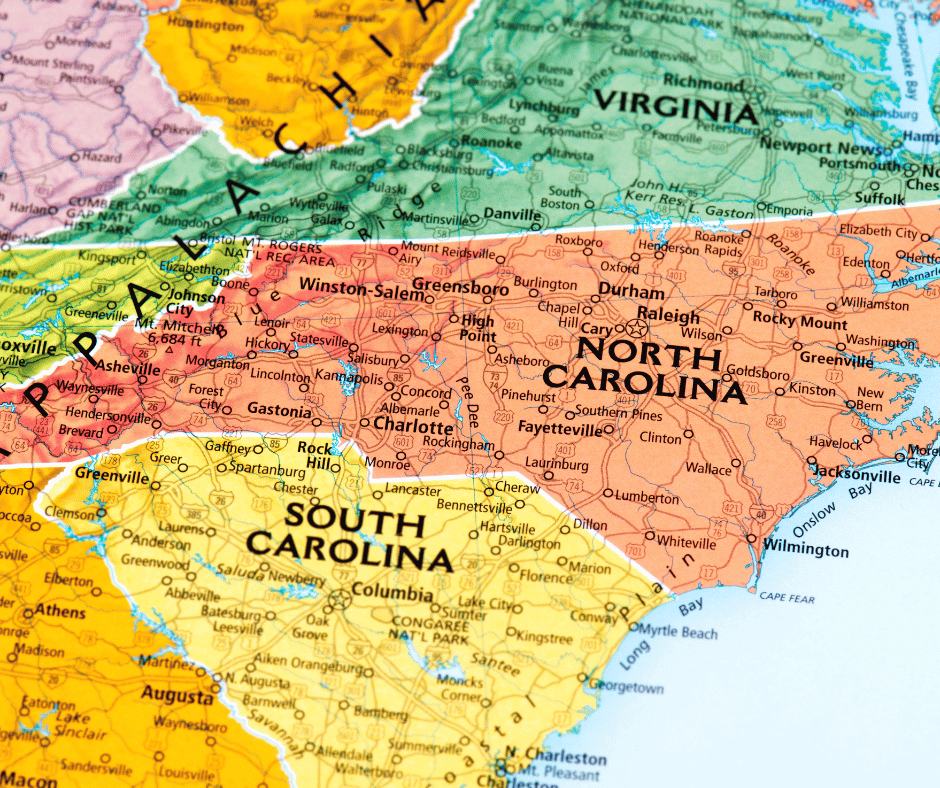 Huntington
Summersville
SHENANDOAH
NATIONAL PARK
Fredericksburg
Tappahannock
City
Chesapeake Bay
Morehead
Mount Sterling
Paintsville
Madison
Beckley
Lewisburg
Charlottesville
Lexington
Buena
Vista
James
Richmond
West Point
Williamson
Hinton
Welch
Lynchburg
VIRGINIA
Hopewell
Williamsburg
Pikeville
Bedford
Appomattox
Farmville
Petersburg
Hazard
Bluefield
Bluefield
Blacksburg
Roanoke
Radford
Christiansburg
Altavista
Newport News
Portsmouth
Suffolk
Norton
Pulaski
South
Boston
John H.
Kerr Res.
L. Gaston
Emporia
Harlan
CUMBERLAND
GAP NAT'L
HIST. PARK
Abingdon
Marion
Wytheville
Galax
Martinsville
Danville
Kingsport
Bristol
MT. ROGERS
NAT'L REC. AREA
Blue Ridge
Mount
Airy
Reidsville
Roxboro
Henderson
Roanoke
Rapids
Roanoke
Elizabeth City
Elizabethton
Boone
Winston-Salem
Greensboro
Burlington
Oxford
Durham
Edenton
Greeneville
Johnson
City
Lenoir
Chapel
Hill
Cary
Raleigh
Tarboro
Williamston
Mt. Mitchell
6,684 ft
Hickory
Statesville
Lexington
High
Point
Wilson
Rocky Mount
Washington
Asheville
Morganton
Lincolnton
Salisbury
Kannapolis
Asheboro
NORTH
CAROLINA
Goldsboro
Greenville
Waynesville
Forest
City
Concord
Pee Dee
Pinehurst
Kinston
New
Bern
Hendersonville
Gastonia
Albemarle
Southern Pines
Brevard
Charlotte
Fayetteville
Clinton
Havelock
Gaffney
Rock
Hill
Rockingham
Monroe
Laurinburg
Wallace
Jacksonville
Greer
Spartanburg
Greenville
Chester
Lancaster
Cheraw
Lumberton
Onslow
Bay
Clemson
SOUTH
CAROLINA
Bennettsville
Hartsville
Darlington
Dillon
Whiteville
Wilmington
Laurens
Anderson
Greenwood
Saluda
Newberry
Marion
Florence
CAPE FEAR
Elberton
Abbeville
Columbia
Lake City
Sumter
Conway
Long
Bay
Athens
Batesburg-
Leesville
Oak
Grove
CONGAREE
NAT'L PARK
Kingstree
Myrtle Beach
Madison
Martinez
Aiken
Orangeburg
Santee
Georgetown
N. Augusta
Augusta
Moncks
Corner
Eatonton
Lake
Sinclair
Waynesboro
Barnwell
Bamberg
Savannah
Coastal Plain
Sandersville
Louisville
Allendale
Walterboro
Summerville
N. Charleston
Mt. Pleasant
Charleston
Macon